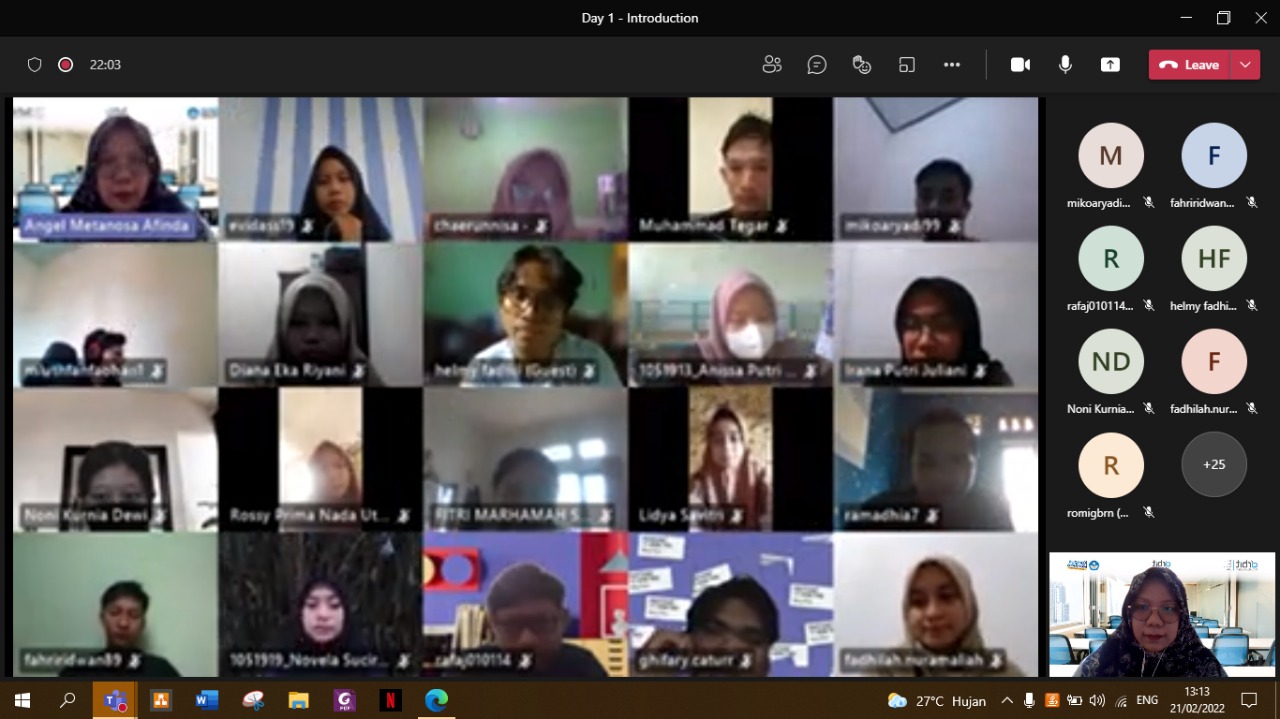 Day 1 - Introduction
22:03
Leave
Angel Metanosa Afinda
evidass19
chaerunnisa -
Muhammad Tegar
mikoaryadi99
Diana Eka Riyani
helmy fadhli (Guest)
1051913_Anissa Putri ...
Irana Putri Juliani
Noni Kurnia Dewi
Rossy Prima Nada Ut...
FITRI MARHAMAH S...
Lidya Savitri
ramadhia7
fahriridwan89
1051919_Novela Sucir...
rafaj010114
ghifary.caturr
fadhilah.nuramaliah
M
F
mikoaryadi...
fahriridwan...
R
HF
rafaj010114...
helmy fadhi...
ND
F
Noni Kurnia...
fadhilah.nur...
R
+25
romigbrn (...
27°C Hujan
ENG
13:13
21/02/2022